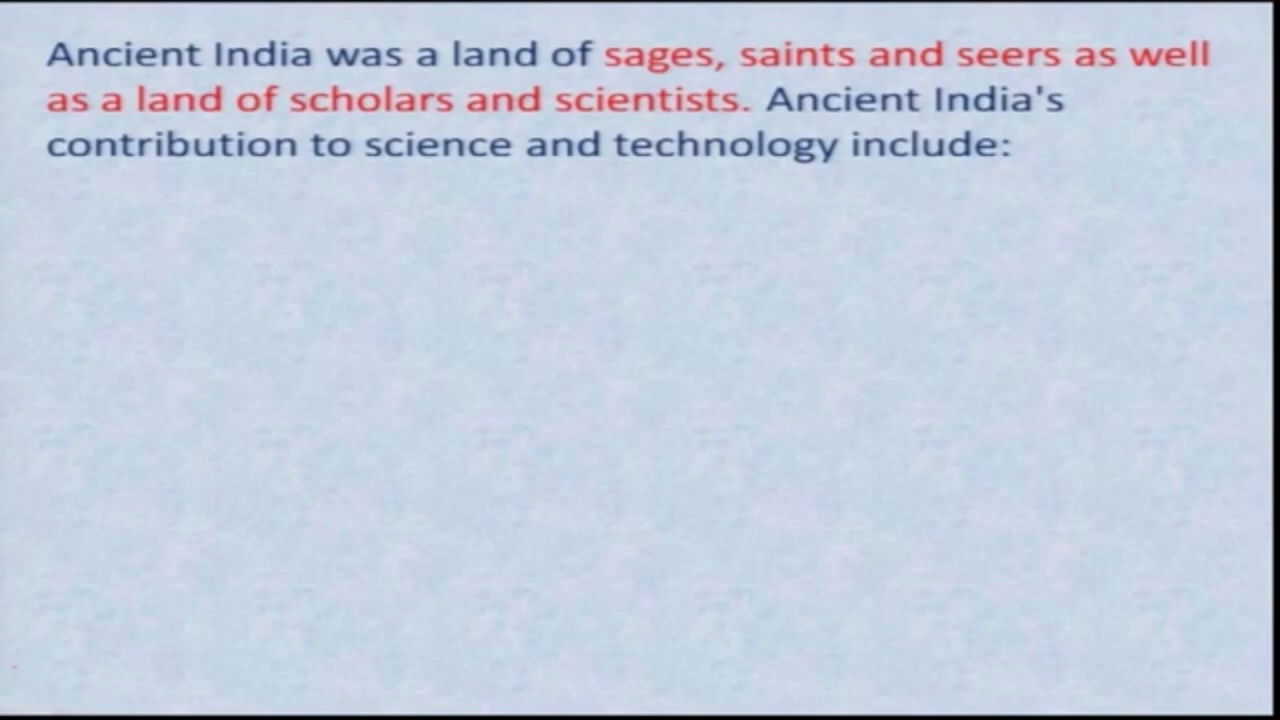 Ancient India was a land of sages, saints and seers as well
as a land of scholars and scientists. Ancient India's
contribution to science and technology include: